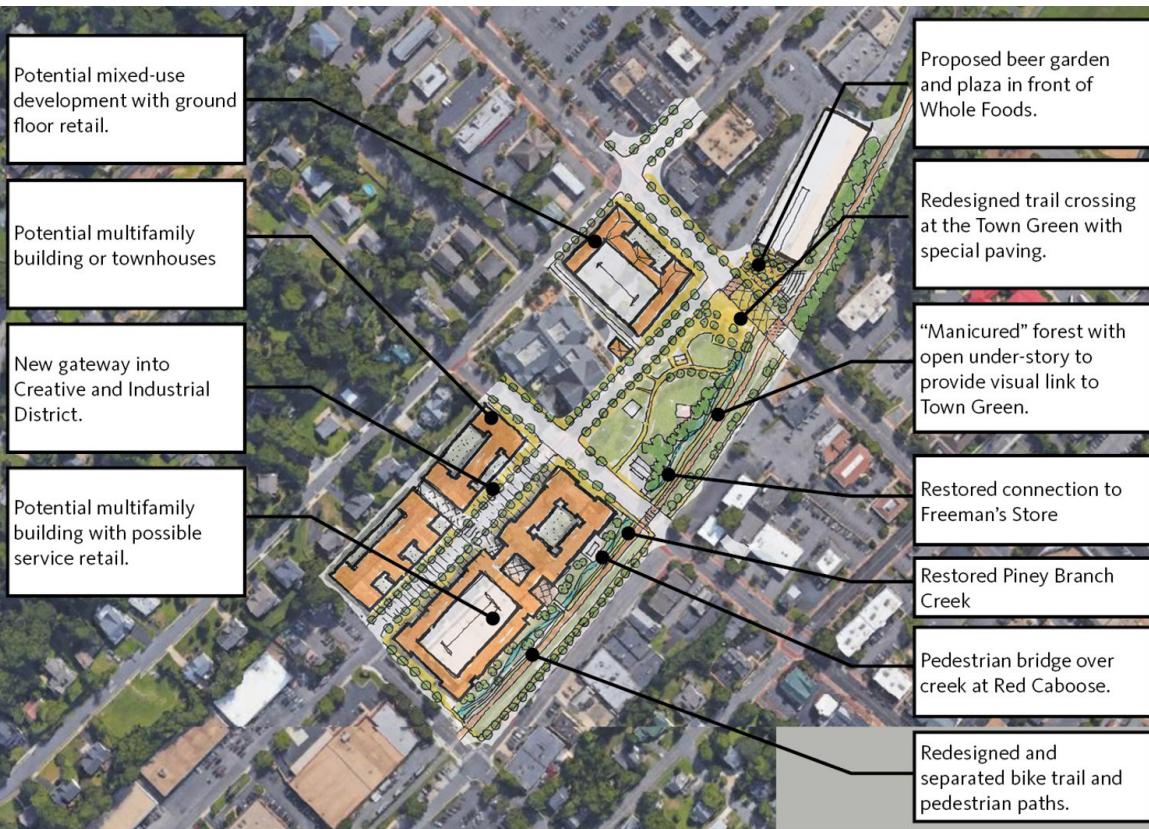 Potential mixed-use
development with ground
floor retail.
Potential multifamily
building or townhouses
New gateway into
Creative and Industrial
District.
Potential multifamily
building with possible
service retail.
Proposed beer garden
and plaza in front of
Whole Foods.
Redesigned trail crossing
at the Town Green with
special paving.
“Manicured” forest with
open under-story to
provide visual link to
Town Green.
Restored connection to
Freeman’s Store
Restored Piney Branch
Creek
Pedestrian bridge over
creek at Red Caboose.
Redesigned and
separated bike trail and
pedestrian paths.